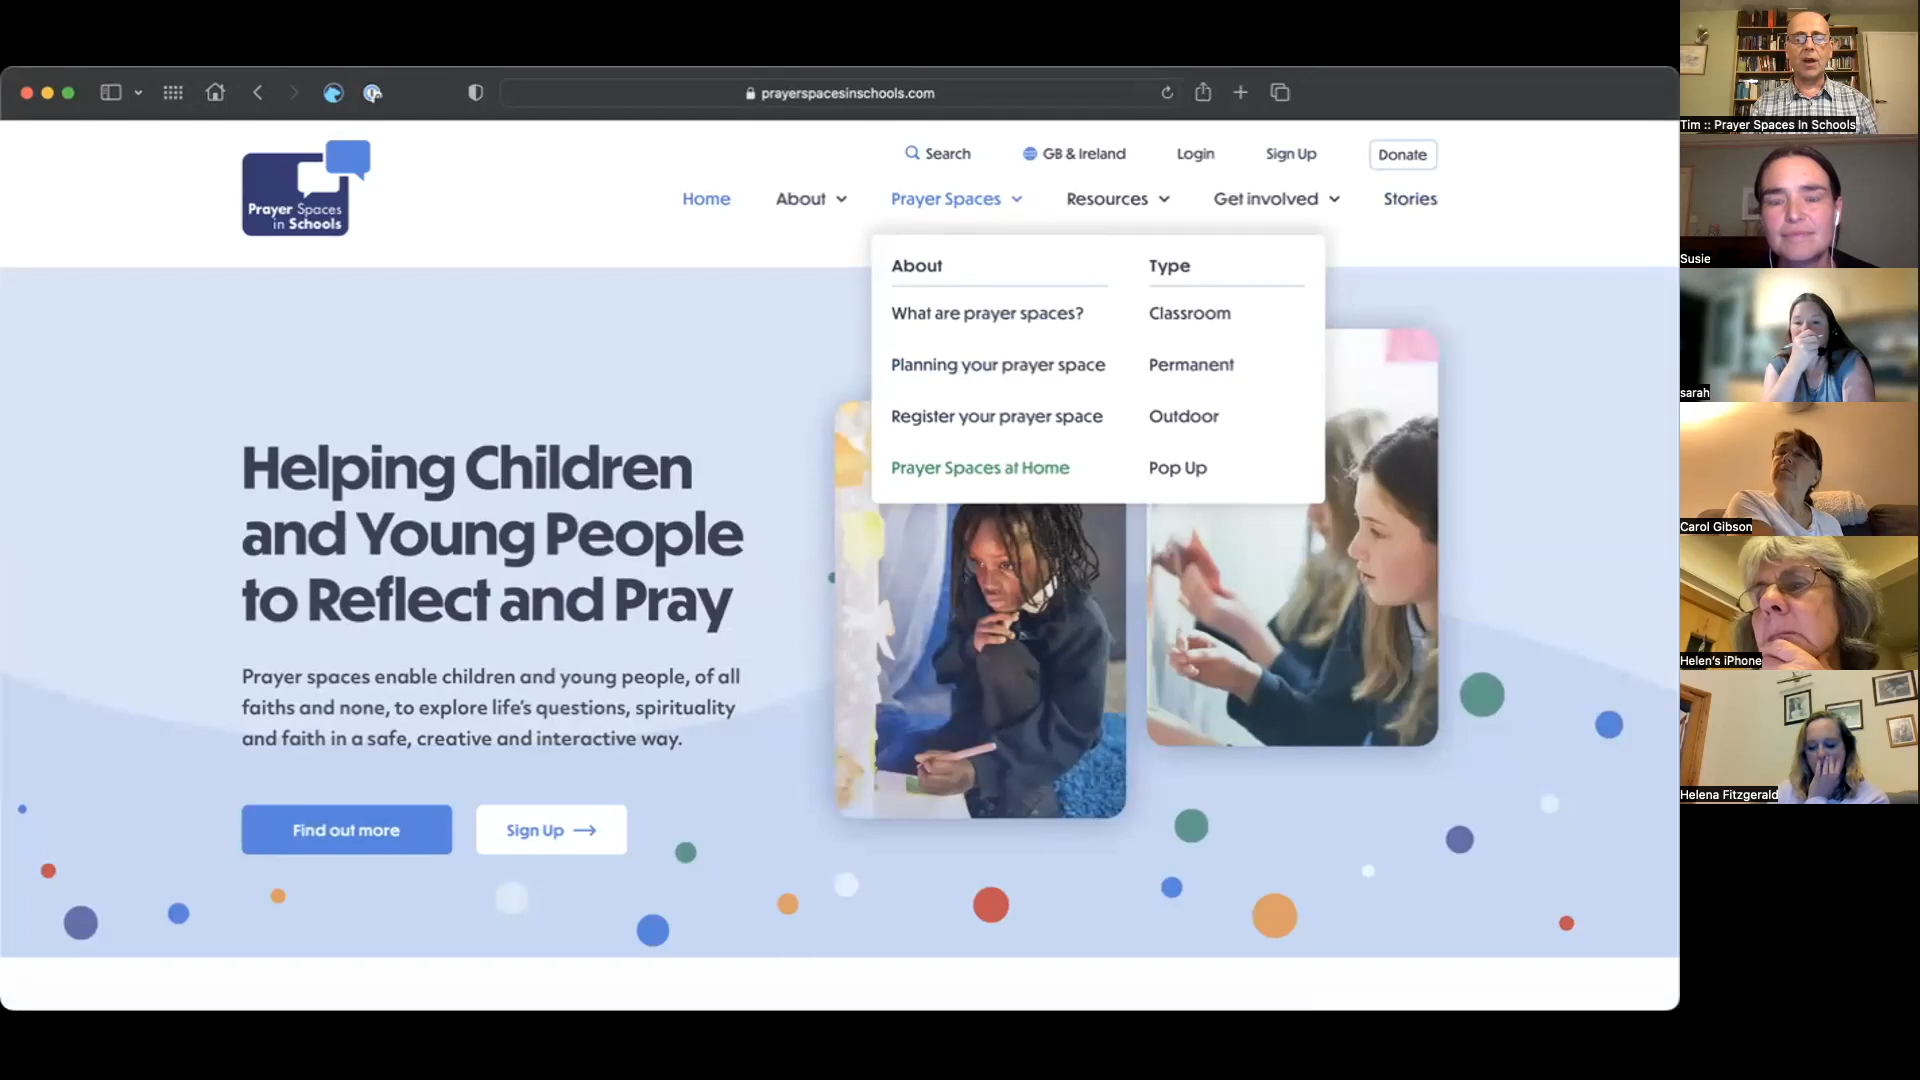 prayerspacesinschools.com
Prayer Spaces
in Schools
Search
GB & Ireland
Login
Sign Up
Donate
Home
About
Prayer Spaces
Resources
Get involved
Stories
About
Type
What are prayer spaces?
Classroom
Planning your prayer space
Permanent
Register your prayer space
Outdoor
Prayer Spaces at Home
Pop Up
Helping Children
and Young People
to Reflect and Pray
Prayer spaces enable children and young people, of all
faiths and none, to explore life's questions, spirituality
and faith in a safe, creative and interactive way.
Find out more
Sign Up
Tim :: Prayer Spaces In Schools
Susie
sarah
Carol Gibson
Helen's iPhone
Helena Fitzgerald